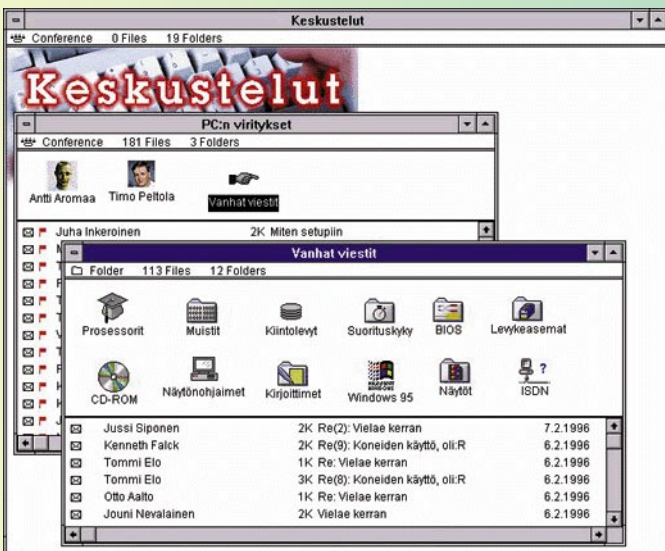 Keskustelut
Conference 0 Files 19 Folders
Keskustelut
PC:n viritykset
Conference 181 Files 3 Folders
Antti Aromaa Timo Peltola Vanhat viestit
Juha Inkeroinen 2K Miten setupiin
Vanhat viestit
Folder 113 Files 12 Folders
Prosessorit Muistit Kiintolevyt Suorituskyky BIOS Levykeasemat
CD-ROM Näytönohjaimet Kirjoittimet Windows 95 Näytöt ISDN
Jussi Siponen 2K Re(2): Vielae kerran 7.2.1996
Kenneth Falck 2K Re(9): Koneiden käyttö, oli:R 6.2.1996
Tommi Elo 1K Re: Vielae kerran 6.2.1996
Tommi Elo 3K Re(8): Koneiden käyttö, oli:R 6.2.1996
Otto Aalto 1K Re: Vielae kerran 6.2.1996
Jouni Nevalainen 2K Vielae kerran 6.2.1996